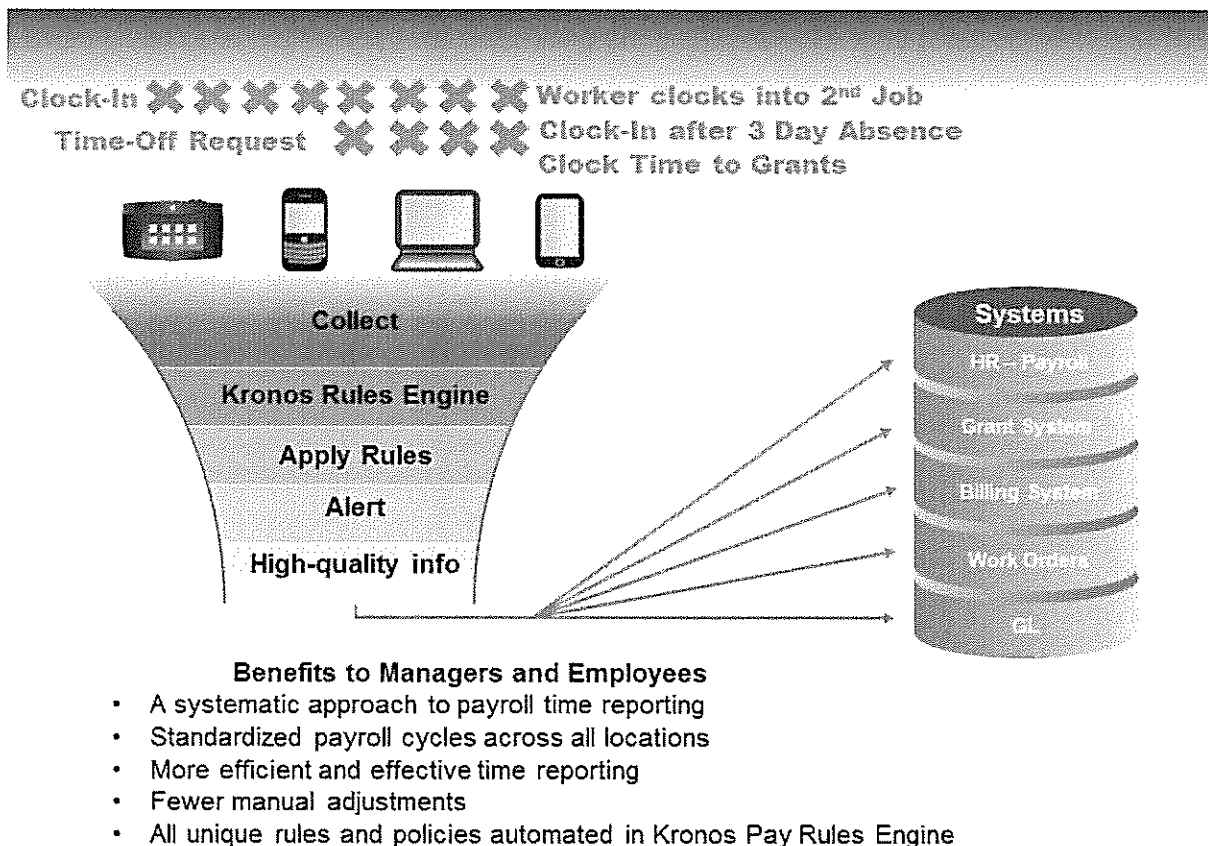 Clock-In
Worker clocks into 2nd Job
Time-Off Request
Clock-In after 3 Day Absence
Clock Time to Grants
Collect
Kronos Rules Engine
Apply Rules
Alert
High-quality info
Systems
HR – Payroll
Grant System
Billing System
Work Orders
GL
Benefits to Managers and Employees
• A systematic approach to payroll time reporting
• Standardized payroll cycles across all locations
• More efficient and effective time reporting
• Fewer manual adjustments
• All unique rules and policies automated in Kronos Pay Rules Engine